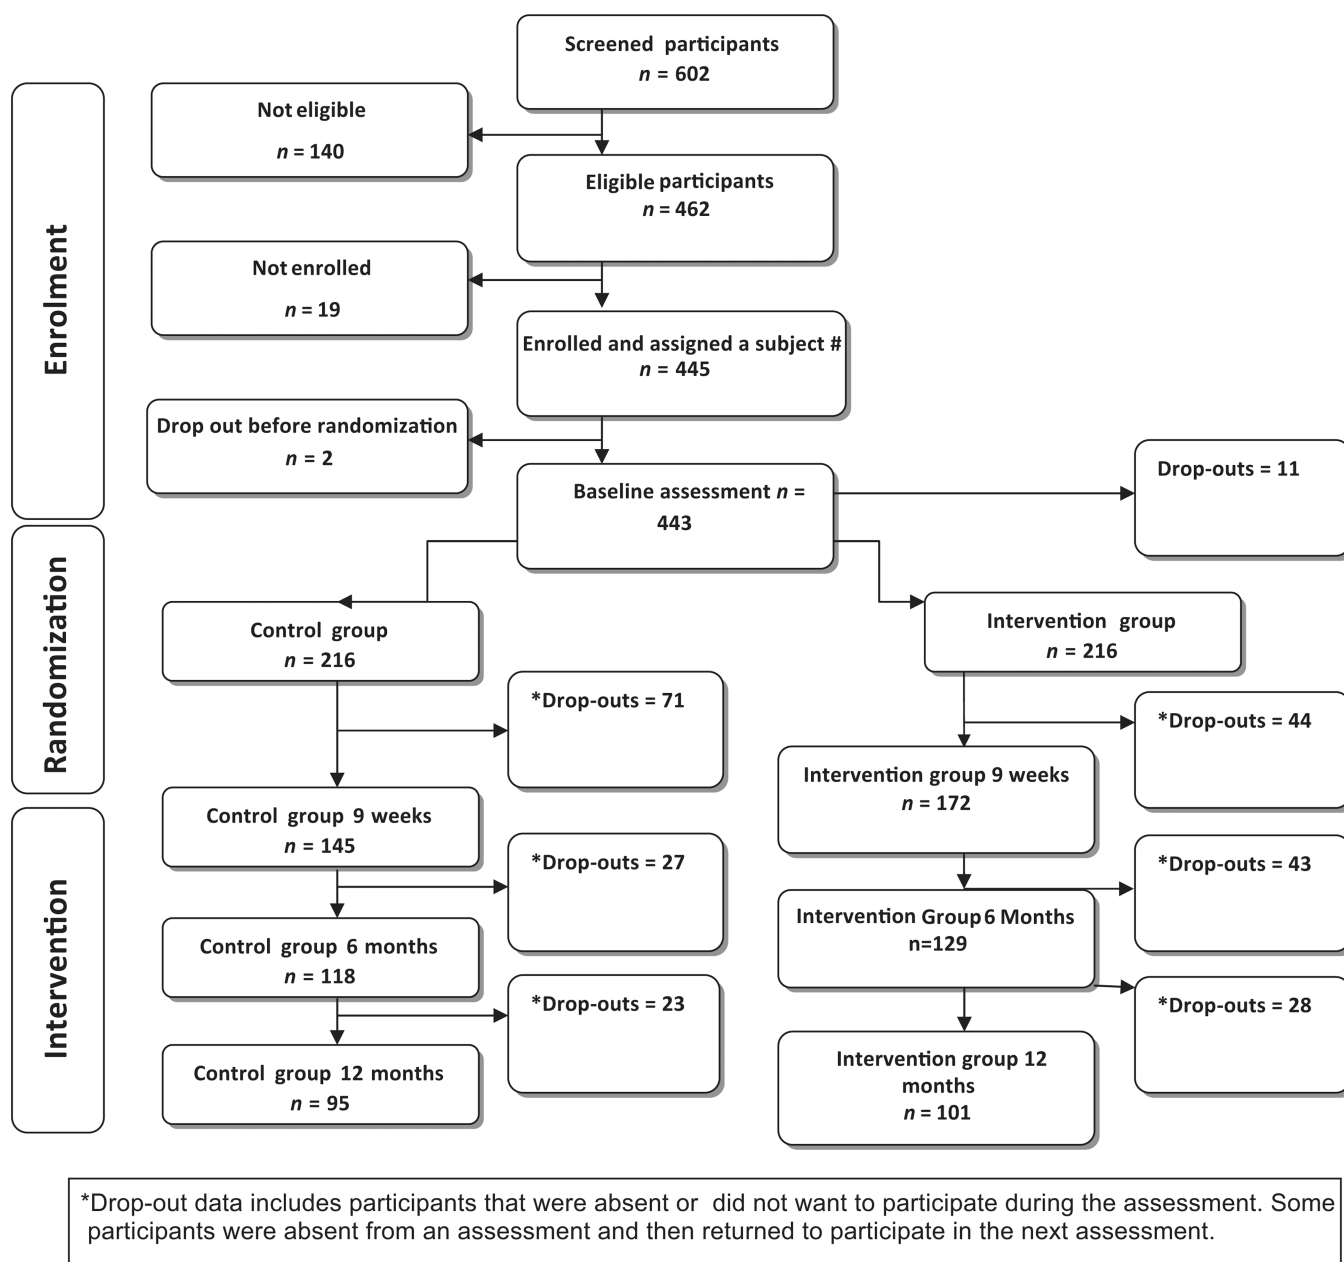 Screened participants
n = 602
Not eligible
n = 140
Eligible participants
n = 462
Enrolment
Not enrolled
n = 19
Enrolled and assigned a subject #
n = 445
Drop out before randomization
n = 2
Baseline assessment n =
443
Drop-outs = 11
Randomization
Control group
n = 216
Intervention group
n = 216
*Drop-outs = 71
*Drop-outs = 44
Intervention group 9 weeks
n = 172
Control group 9 weeks
n = 145
Intervention
*Drop-outs = 27
*Drop-outs = 43
Intervention Group 6 Months
n=129
Control group 6 months
n = 118
*Drop-outs = 23
*Drop-outs = 28
Control group 12 months
n = 95
Intervention group 12
months
n = 101
*Drop-out data includes participants that were absent or did not want to participate during the assessment. Some
participants were absent from an assessment and then returned to participate in the next assessment.